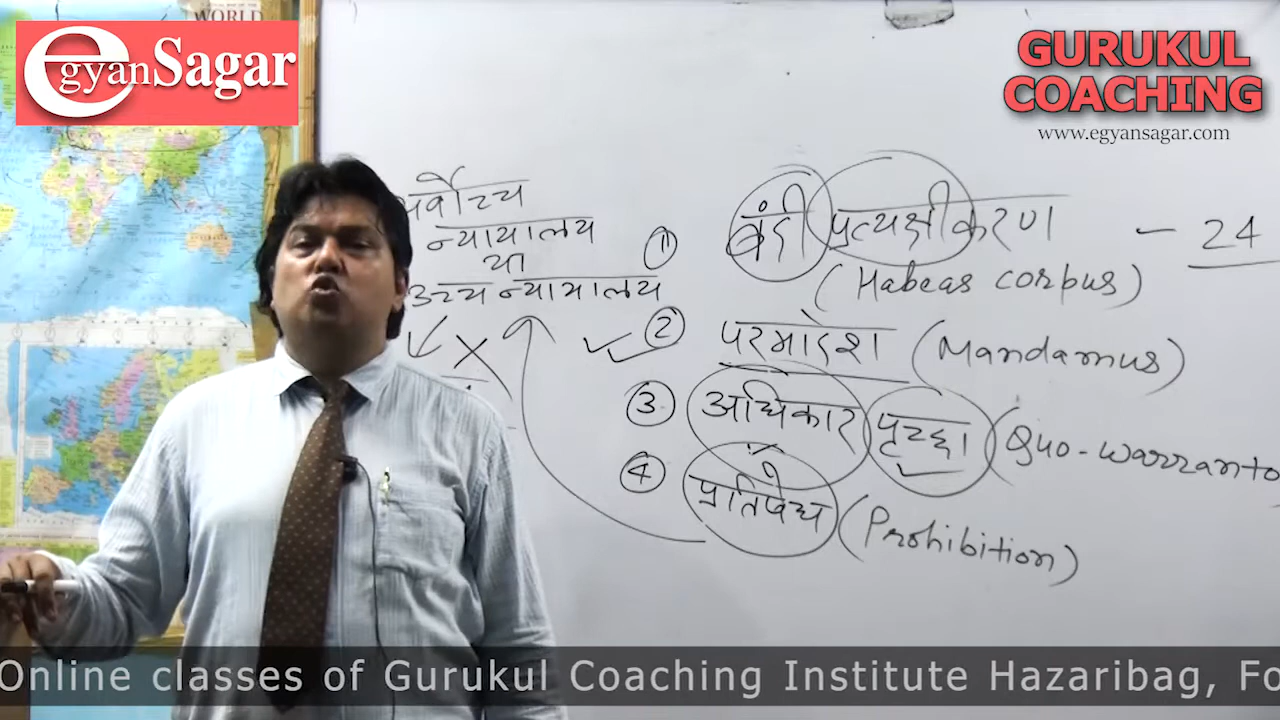 WORLD
egyanSagar
GURUKUL
COACHING
www.egyansagar.com
सर्वोच्च
न्यायालय
या
उच्च न्यायालय
① बंदी प्रत्यक्षीकरण - 24
(Habeas corpus)
② परमादेश (Mandamus)
③ अधिकार पृच्छा (Quo-warranto
④ प्रतिषेध (Prohibition)
Online classes of Gurukul Coaching Institute Hazaribag, Fo